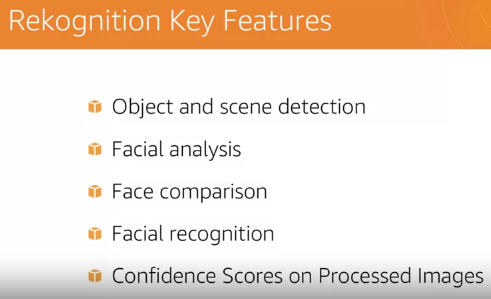 Rekognition Key Features
Object and scene detection
Facial analysis
Face comparison
Facial recognition
Confidence Scores on Processed Images